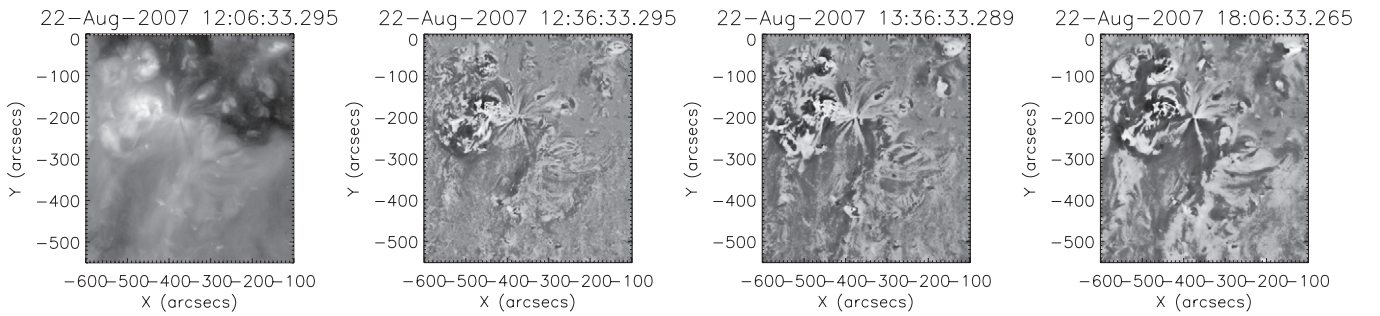 22-Aug-2007 12:06:33.295 22-Aug-2007 12:36:33.295 22-Aug-2007 13:36:33.289 22-Aug-2007 18:06:33.265
0 0 0 0
-100 -100 -100 -100
-200 -200 -200 -200
-300 -300 -300 -300
-400 -400 -400 -400
-500 -500 -500 -500
Y (arcsecs) Y (arcsecs) Y (arcsecs) Y (arcsecs)
-600-500-400-300-200-100 -600-500-400-300-200-100 -600-500-400-300-200-100 -600-500-400-300-200-100
X (arcsecs) X (arcsecs) X (arcsecs) X (arcsecs)